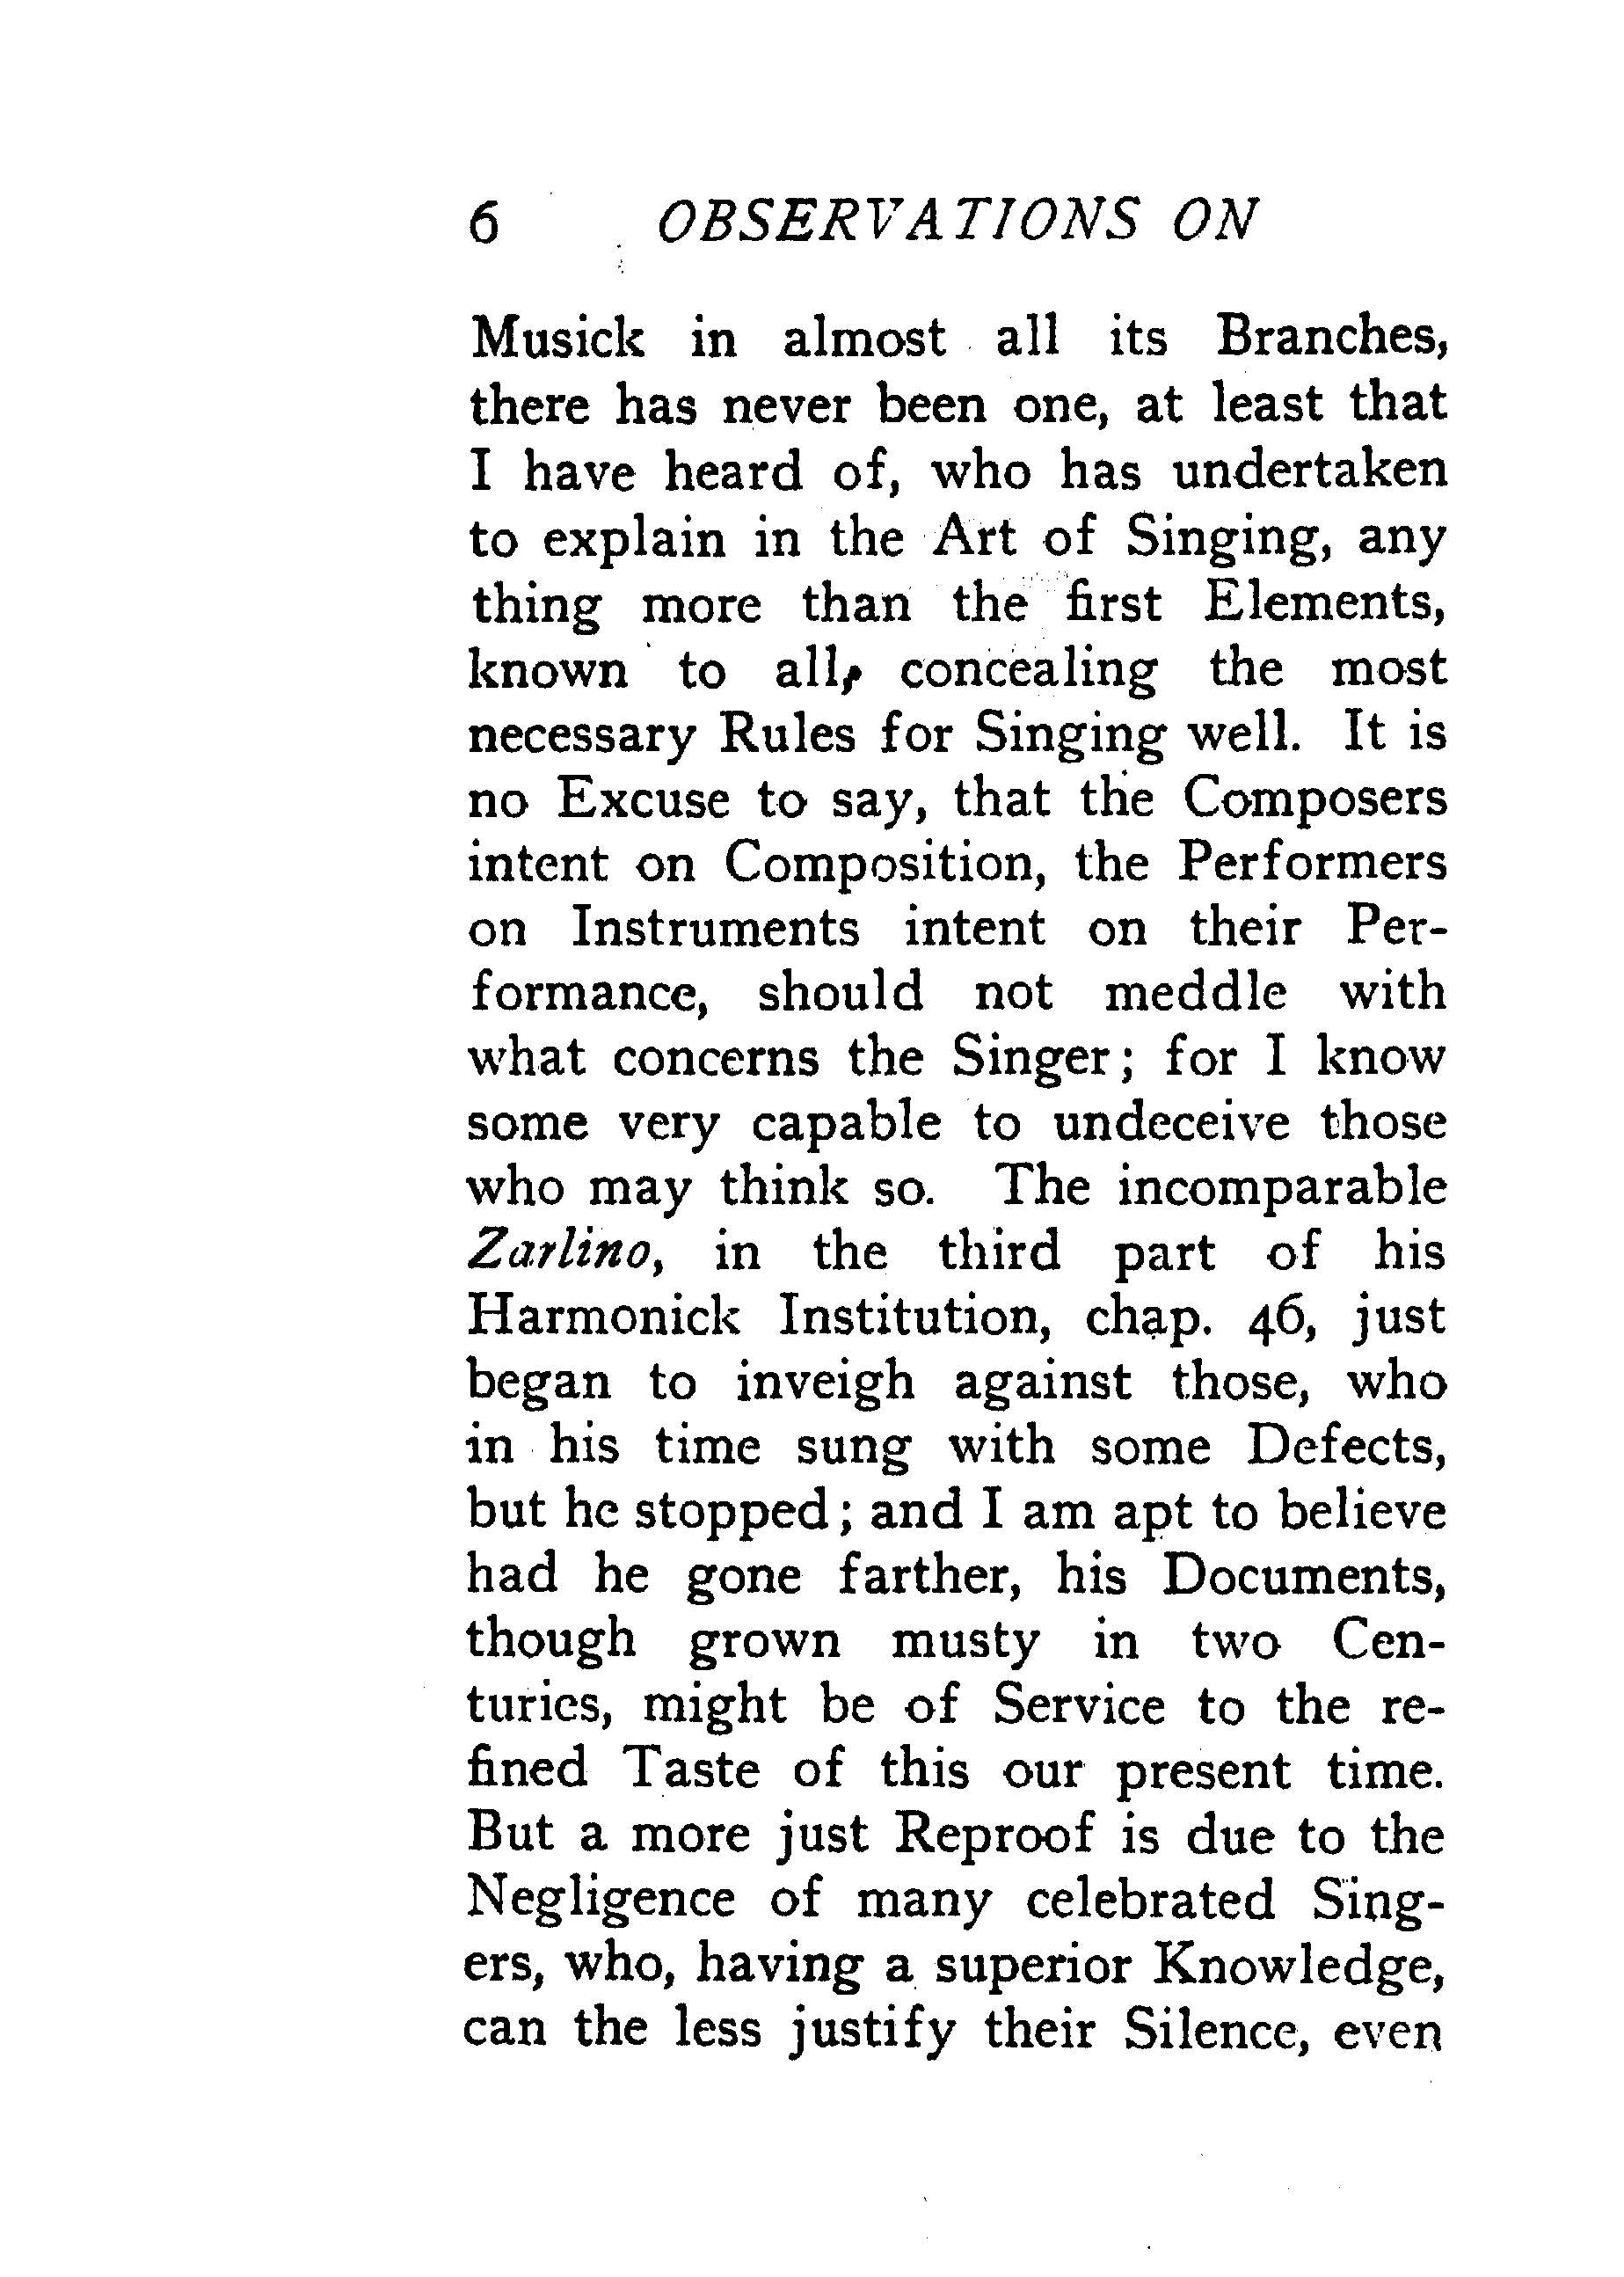 6 OBSERVATIONS ON
Musick in almost all its Branches,
there has never been one, at least that
I have heard of, who has undertaken
to explain in the Art of Singing, any
thing more than the first Elements,
known to all, concealing the most
necessary Rules for Singing well. It is
no Excuse to say, that the Composers
intent on Composition, the Performers
on Instruments intent on their Per-
formance, should not meddle with
what concerns the Singer; for I know
some very capable to undeceive those
who may think so. The incomparable
Zarlino, in the third part of his
Harmonick Institution, chap. 46, just
began to inveigh against those, who
in his time sung with some Defects,
but he stopped; and I am apt to believe
had he gone farther, his Documents,
though grown musty in two Cen-
turies, might be of Service to the re-
fined Taste of this our present time.
But a more just Reproof is due to the
Negligence of many celebrated Sing-
ers, who, having a superior Knowledge,
can the less justify their Silence, even